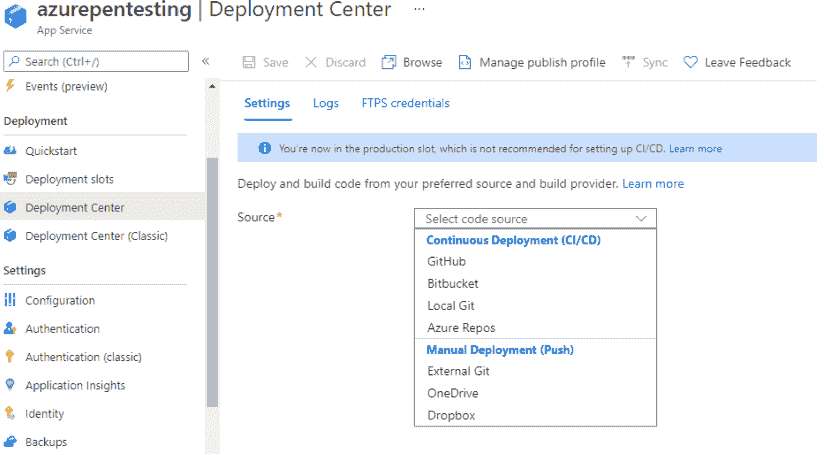 azurepentesting | Deployment Center ...
App Service
Search (Ctrl+/)
«
Events (preview)
Deployment
Quickstart
Deployment slots
Deployment Center
Deployment Center (Classic)
Settings
Configuration
Authentication
Authentication (classic)
Application Insights
Identity
Backups
Save Discard Browse Manage publish profile Sync Leave Feedback
Settings Logs FTPS credentials
You're now in the production slot, which is not recommended for setting up CI/CD. Learn more
Deploy and build code from your preferred source and build provider. Learn more
Source* Select code source
Continuous Deployment (CI/CD)
GitHub
Bitbucket
Local Git
Azure Repos
Manual Deployment (Push)
External Git
OneDrive
Dropbox